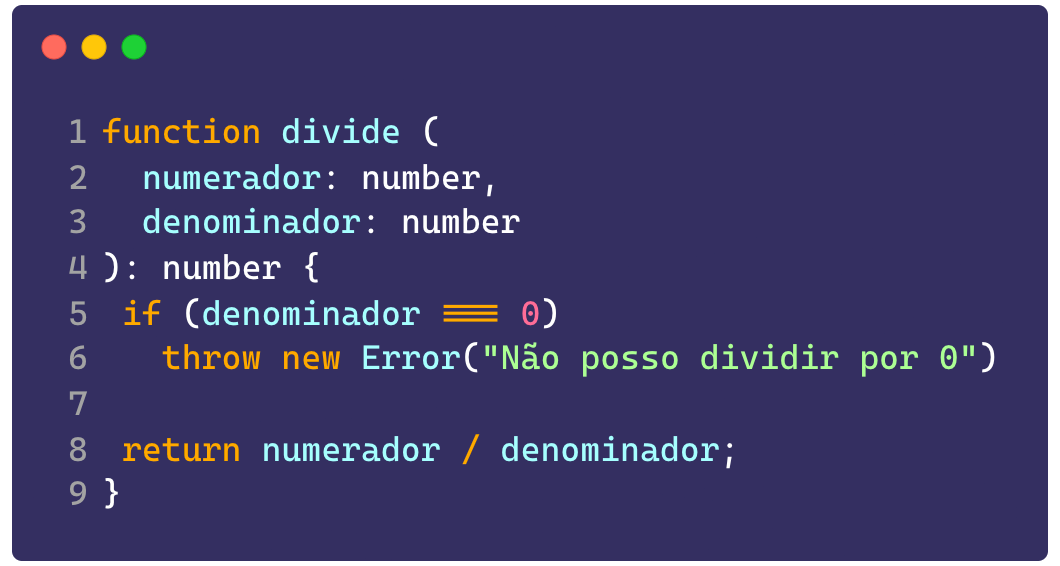 1 function divide (
2   numerador: number,
3   denominador: number
4 ): number {
5  if (denominador === 0)
6    throw new Error("Não posso dividir por 0")
7
8  return numerador / denominador;
9 }